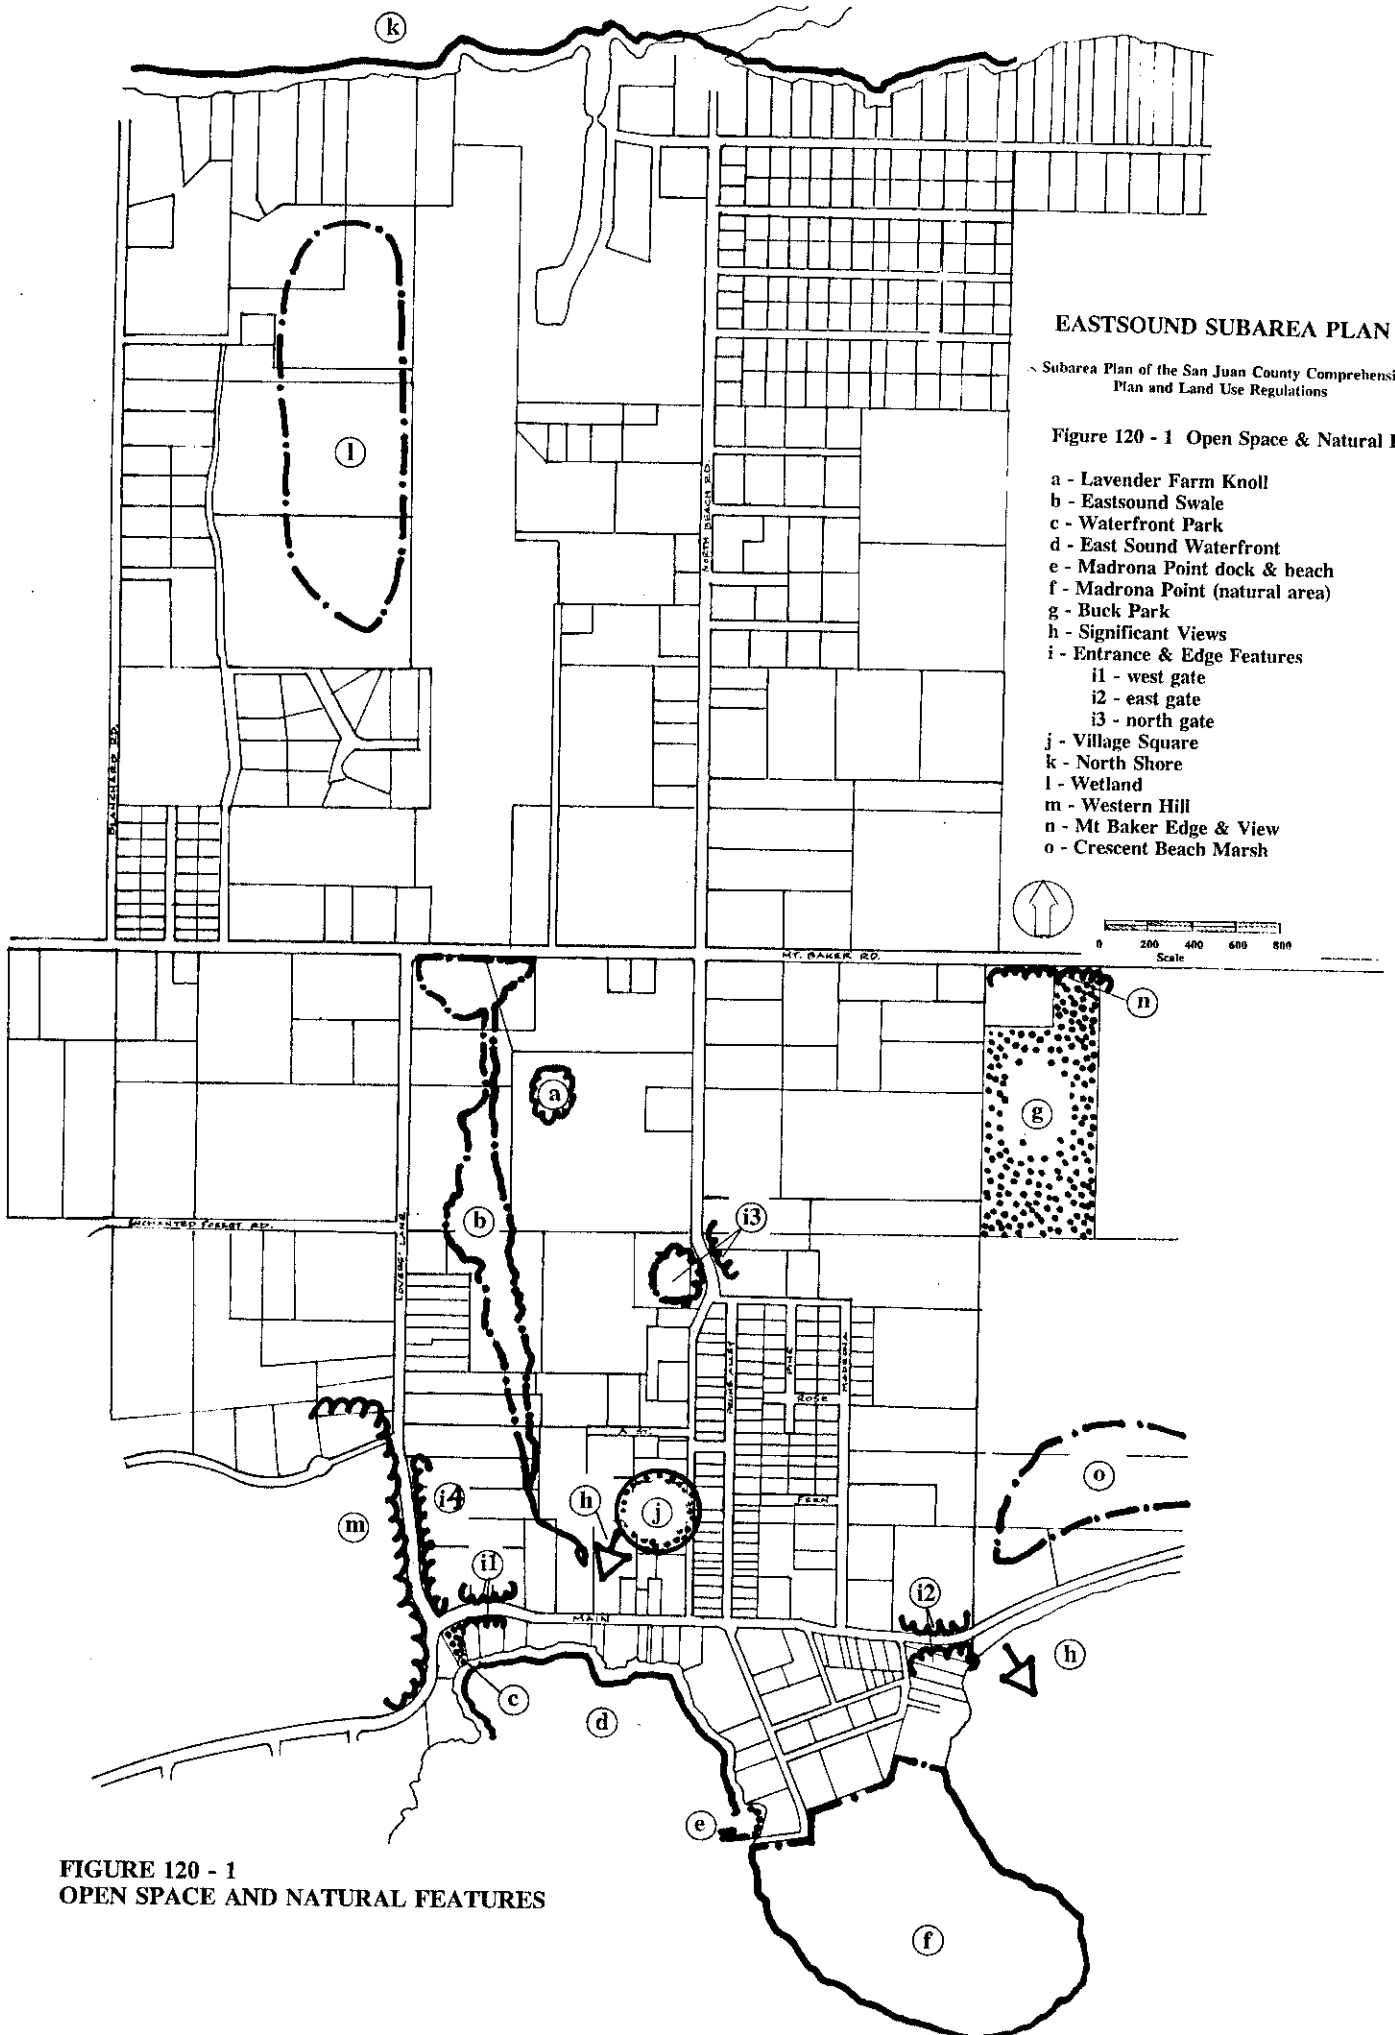 k
EASTSOUND SUBAREA PLAN
Subarea Plan of the San Juan County Comprehensi
Plan and Land Use Regulations
Figure 120 - 1 Open Space & Natural F
a - Lavender Farm Knoll
b - Eastsound Swale
c - Waterfront Park
d - East Sound Waterfront
e - Madrona Point dock & beach
f - Madrona Point (natural area)
g - Buck Park
h - Significant Views
i - Entrance & Edge Features
i1 - west gate
i2 - east gate
i3 - north gate
j - Village Square
k - North Shore
l - Wetland
m - Western Hill
n - Mt Baker Edge & View
o - Crescent Beach Marsh
0 200 400 600 800
Scale
l
NORTH BEACH RD.
BLANCHARD RD.
MT. BAKER RD.
n
a
g
b
i3
ENCHANTED FOREST RD.
LOVERS' LANE
PRUNE ALLEY
PINE
MADRONA
ROSE
A ST.
o
i4
h
j
FERN
m
i1
i2
MAIN
h
c
d
e
f
FIGURE 120 - 1
OPEN SPACE AND NATURAL FEATURES